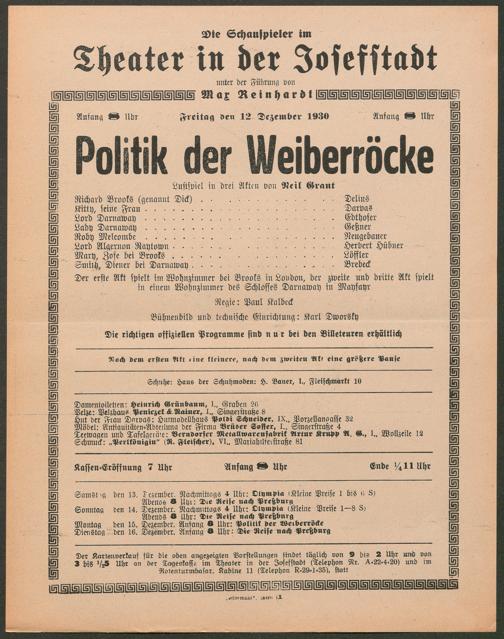 Die Schauspieler im
Theater in der Josefstadt
unter der Führung von
Max Reinhardt
Anfang Uhr Freitag den 12 Dezember 1930 Anfang Uhr
Politik der Weiberröcke
Lustspiel in drei Akten von Neil Grant
Richard Brooks (genannt Dick) . . . . . . . . . . Delius
Kitty, seine Frau . . . . . . . . . . Darvas
Lord Darnaway . . . . . . . . . . Edthofer
Lady Darnaway . . . . . . . . . . Geßner
Roby Melcombe . . . . . . . . . . Neugebauer
Lord Algernon Raytown . . . . . . . . . . Herbert Hübner
Mary, Zofe bei Brooks . . . . . . . . . . Löffler
Smith, Diener bei Darnaway . . . . . . . . . . Bredeck
Der erste Akt spielt im Wohnzimmer bei Brooks in London, der zweite und dritte Akt spielt
in einem Wohnzimmer des Schlosses Darnaway in Mayfayr
Regie: Paul Kalbeck
Bühnenbild und technische Einrichtung: Karl Dworsky
Die richtigen offiziellen Programme sind nur bei den Billeteuren erhältlich
Nach dem ersten Akt eine kleinere, nach dem zweiten Akt eine größere Pause
Schuhe: Haus der Schuhmoden: H. Bauer, I., Fleischmarkt 10
Damentoiletten: Heinrich Grünbaum, I., Graben 26
Pelze: Pelzhaus Peniczek & Rainer, I., Singerstraße 8
Hut der Frau Darvas: Harmodellhaus Poldi Schneider, IX., Porzellangasse 32
Möbel: Antiquitäten-Abteilung der Firma Brüder Soffer, I., Singerstraße 4
Teewagen und Tafelgeräte: Berndorfer Metallwarenfabrik Artur Krupp A. G., I., Wollzeile 12
Schmuck: „Perlkönigin“ (R. Fleischer), VI., Mariahilferstraße 81
Kassen-Eröffnung 7 Uhr Anfang Uhr Ende ¼11 Uhr
Samstag den 13. Dezember. Nachmittags 4 Uhr: Olympia (Kleine Preise 1 bis 6 S)
Abends 8 Uhr: Die Reise nach Preßburg
Sonntag den 14. Dezember. Nachmittags 4 Uhr: Olympia (Kleine Preise 1—8 S)
Abends 8 Uhr: Die Reise nach Preßburg
Montag den 15. Dezember. Anfang 8 Uhr: Politik der Weiberröcke
Dienstag den 16. Dezember. Anfang 8 Uhr: Die Reise nach Preßburg
Der Kartenverkauf für die oben angezeigten Vorstellungen findet täglich von 9 bis 2 Uhr und von
3 bis ½5 Uhr an der Tageskasse im Theater in der Josefstadt (Telephon Nr. A-22-4-20) und im
Rotenturmbasar, Kabine 11 (Telephon R-29-1-35), statt